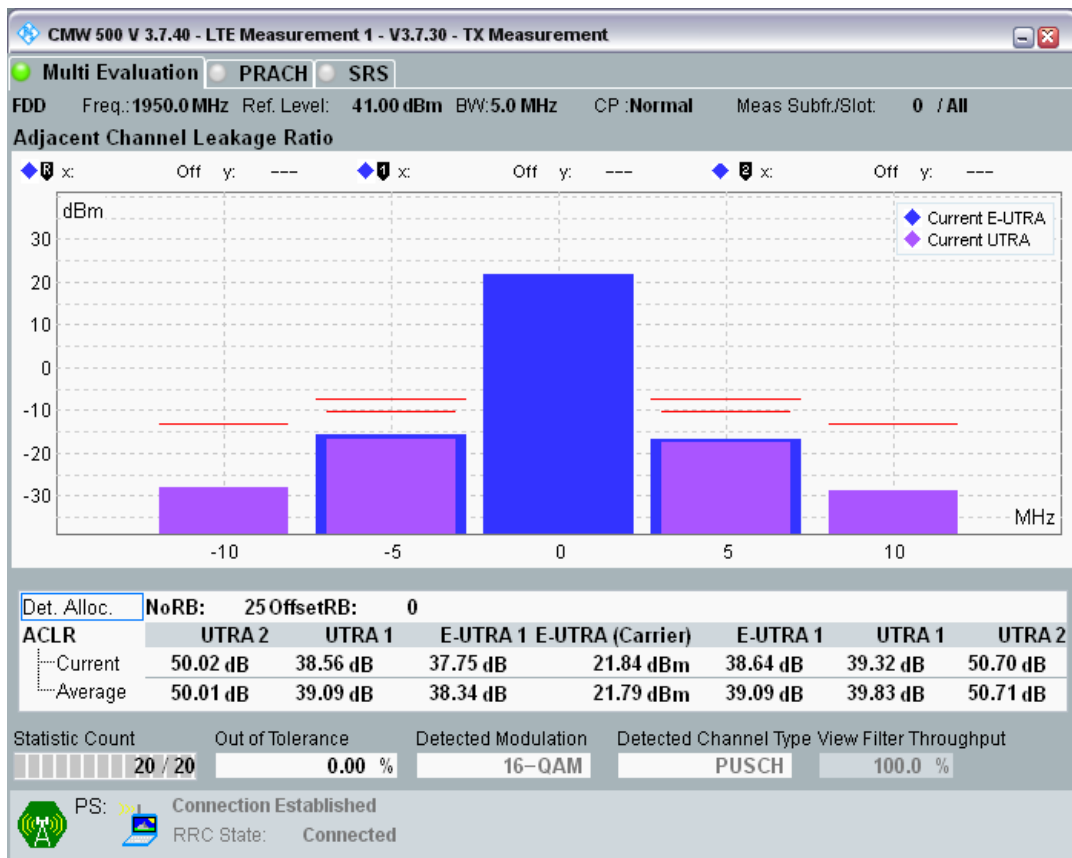 CMW 500 V 3.7.40 - LTE Measurement 1 - V3.7.30 - TX Measurement
Multi Evaluation PRACH SRS
FDD Freq.: 1950.0 MHz Ref. Level: 41.00 dBm BW: 5.0 MHz CP : Normal Meas Subfr./Slot: 0 / All
Adjacent Channel Leakage Ratio
R x: Off y: --- 1 x: Off y: --- 2 x: Off y: ---
dBm
Current E-UTRA
Current UTRA
30
20
10
0
-10
-20
-30
MHz
-10 -5 0 5 10
Det. Alloc. NoRB: 25 OffsetRB: 0
ACLR UTRA 2 UTRA 1 E-UTRA 1 E-UTRA (Carrier) E-UTRA 1 UTRA 1 UTRA 2
Current 50.02 dB 38.56 dB 37.75 dB 21.84 dBm 38.64 dB 39.32 dB 50.70 dB
Average 50.01 dB 39.09 dB 38.34 dB 21.79 dBm 39.09 dB 39.83 dB 50.71 dB
Statistic Count Out of Tolerance Detected Modulation Detected Channel Type View Filter Throughput
20 / 20 0.00 % 16-QAM PUSCH 100.0 %
PS: Connection Established
RRC State: Connected